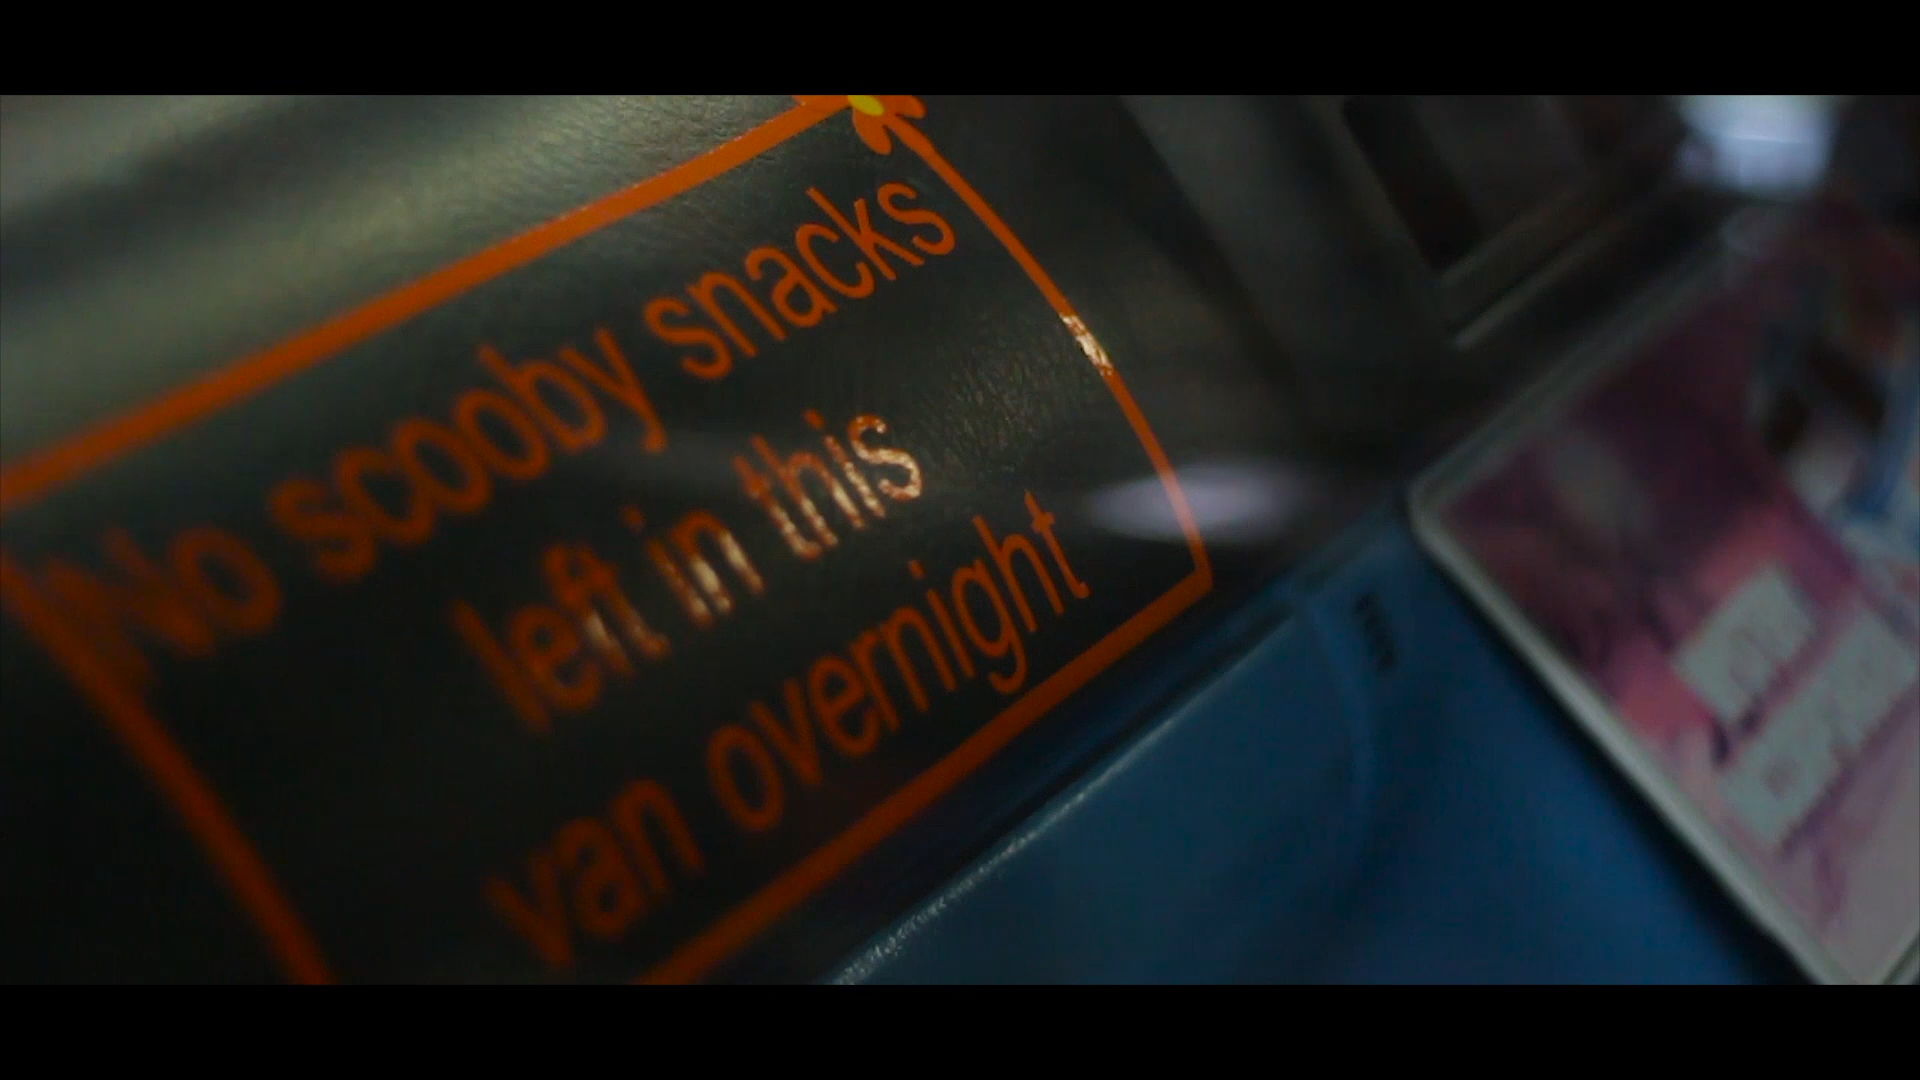 No scooby snacks
left in this
van overnight